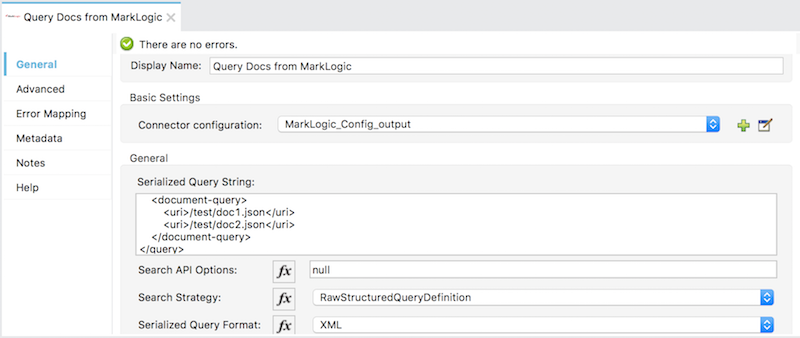 Query Docs from MarkLogic
There are no errors.
General
Display Name: Query Docs from MarkLogic
Advanced
Basic Settings
Error Mapping
Connector configuration: MarkLogic_Config_output
Metadata
Notes
General
Help
Serialized Query String:
<document-query>
<uri>/test/doc1.json</uri>
<uri>/test/doc2.json</uri>
</document-query>
</query>
Search API Options: fx null
Search Strategy: fx RawStructuredQueryDefinition
Serialized Query Format: fx XML